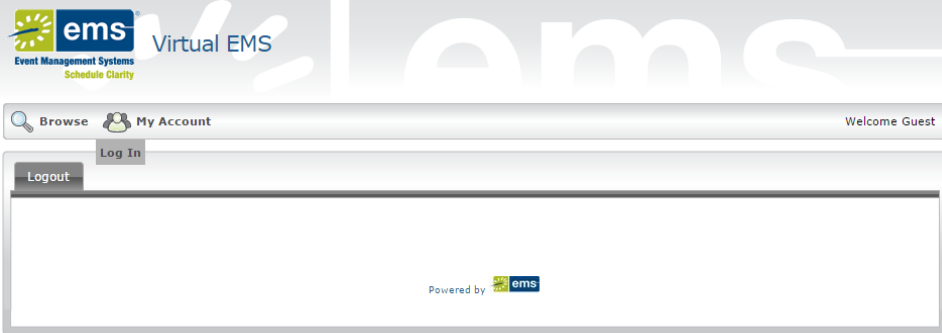 ems
Virtual EMS
Event Management Systems
Schedule Clarity
ems
Browse My Account Welcome Guest
Log In
Logout
Powered by ems